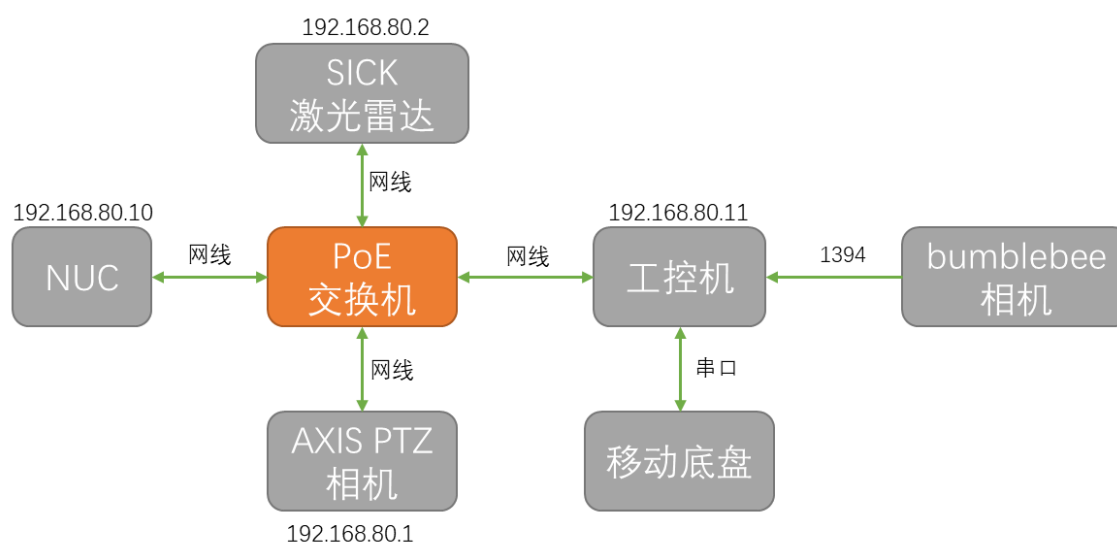 192.168.80.2
SICK
激光雷达
网线
192.168.80.10
NUC
网线
PoE
交换机
网线
192.168.80.11
工控机
1394
bumblebee
相机
网线
串口
AXIS PTZ
相机
192.168.80.1
移动底盘